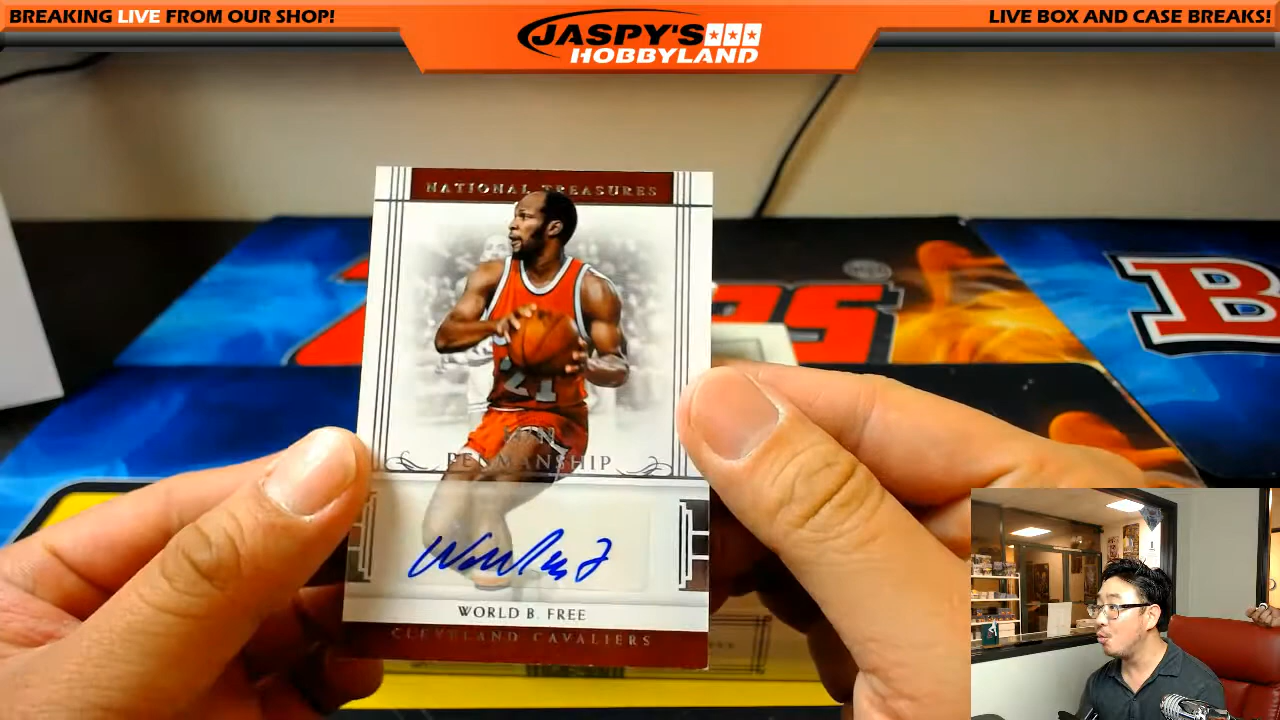 BREAKING LIVE FROM OUR SHOP!
JASPY'S
HOBBYLAND
LIVE BOX AND CASE BREAKS!
NATIONAL TREASURES
21
PENMANSHIP
WORLD B. FREE
CLEVELAND CAVALIERS
B